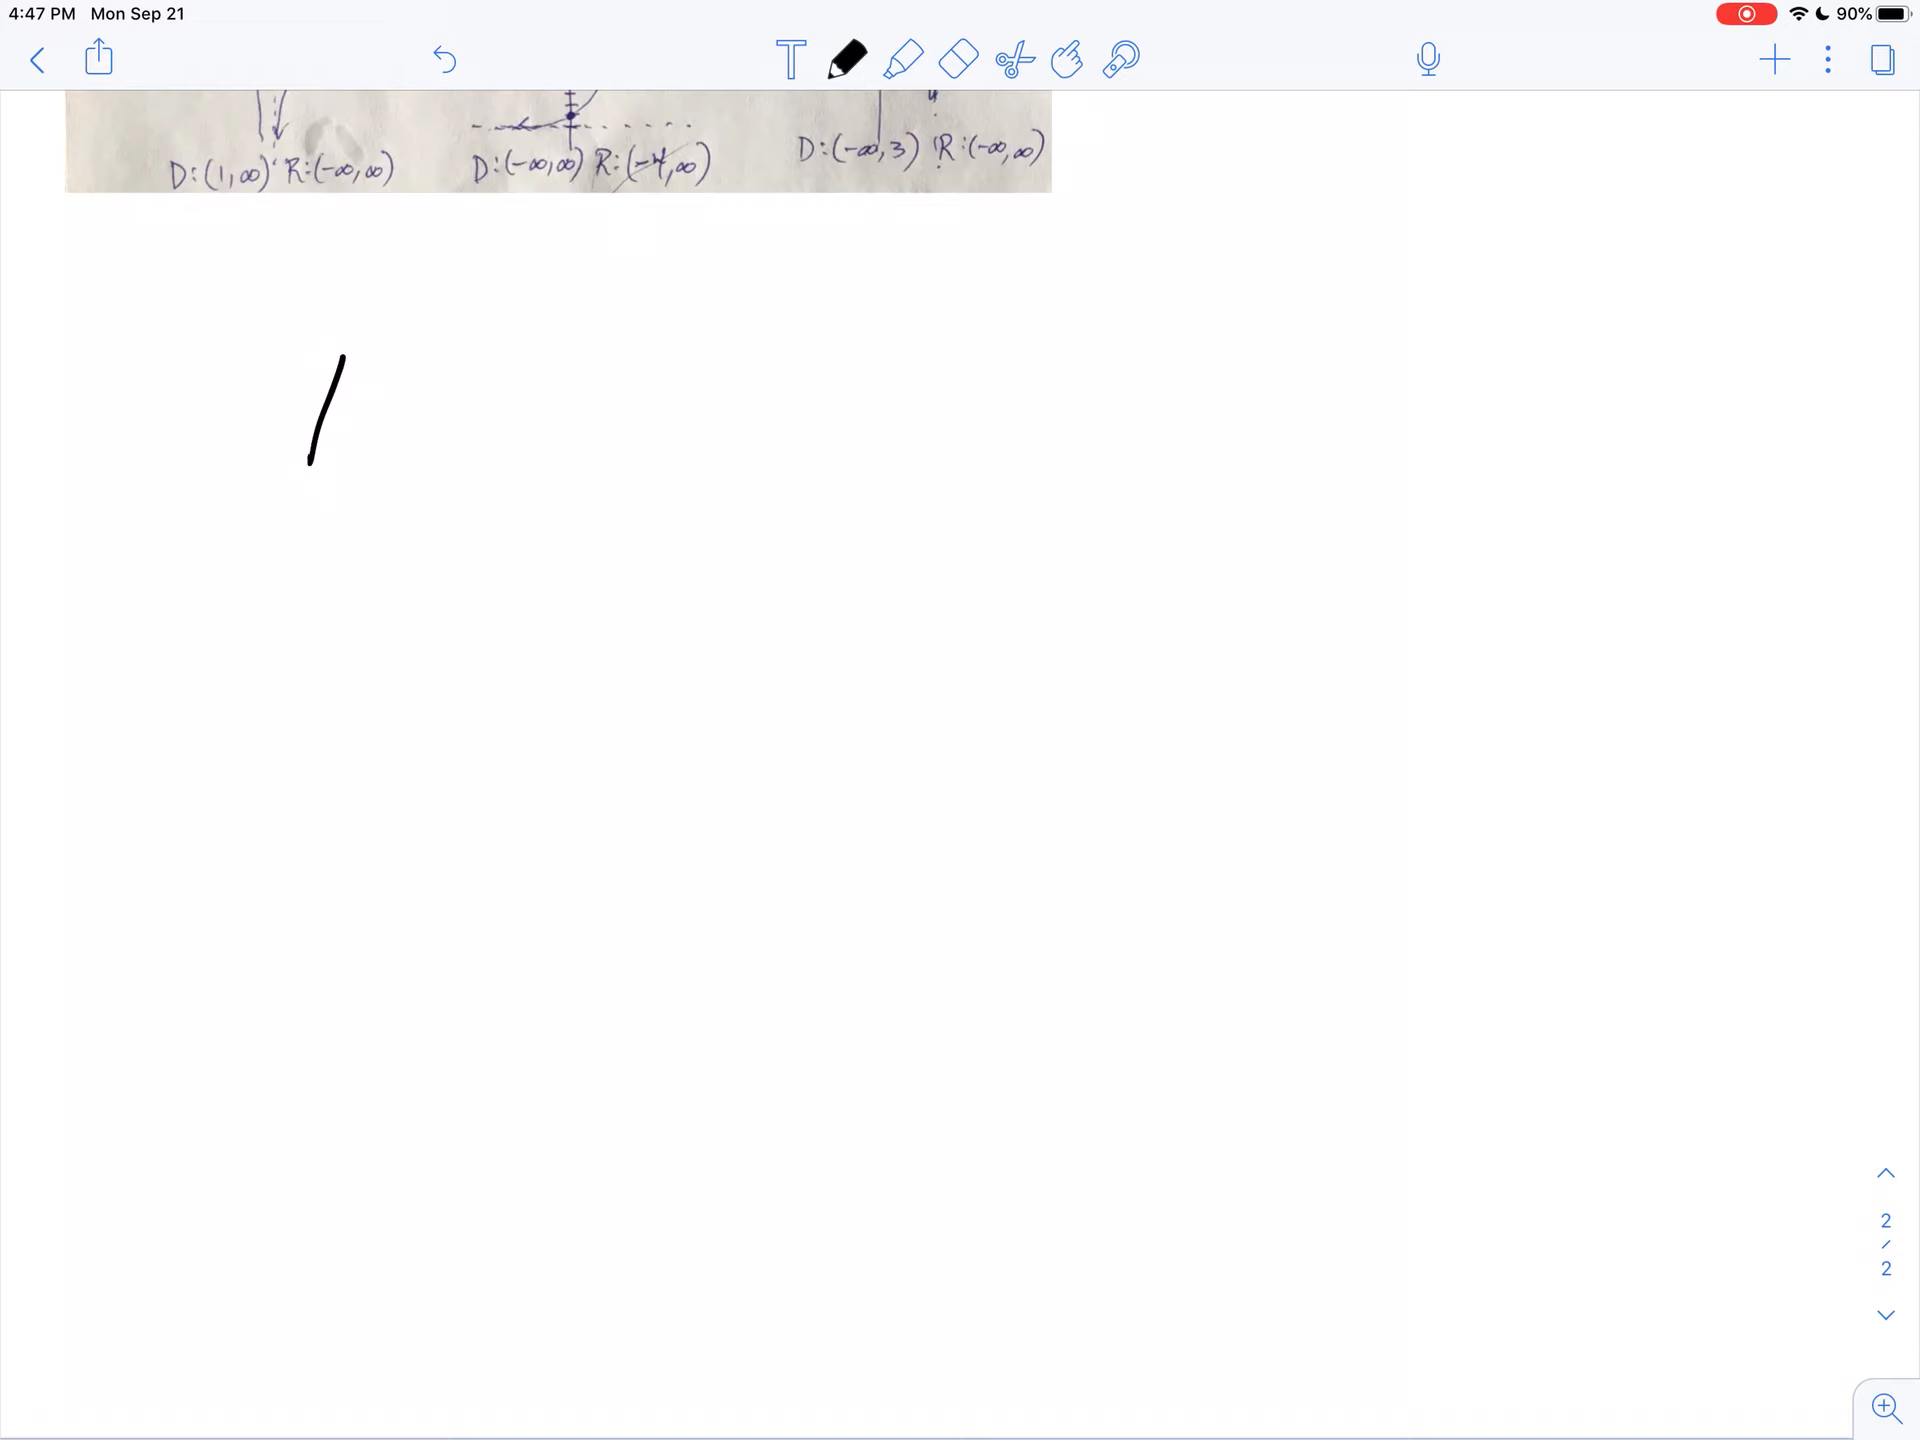 4:47 PM Mon Sep 21
90%
D:(1,∞) R:(-∞,∞)
D:(-∞,∞) R:(-4,∞)
D:(-∞,3) R:(-∞,∞)
2
/
2